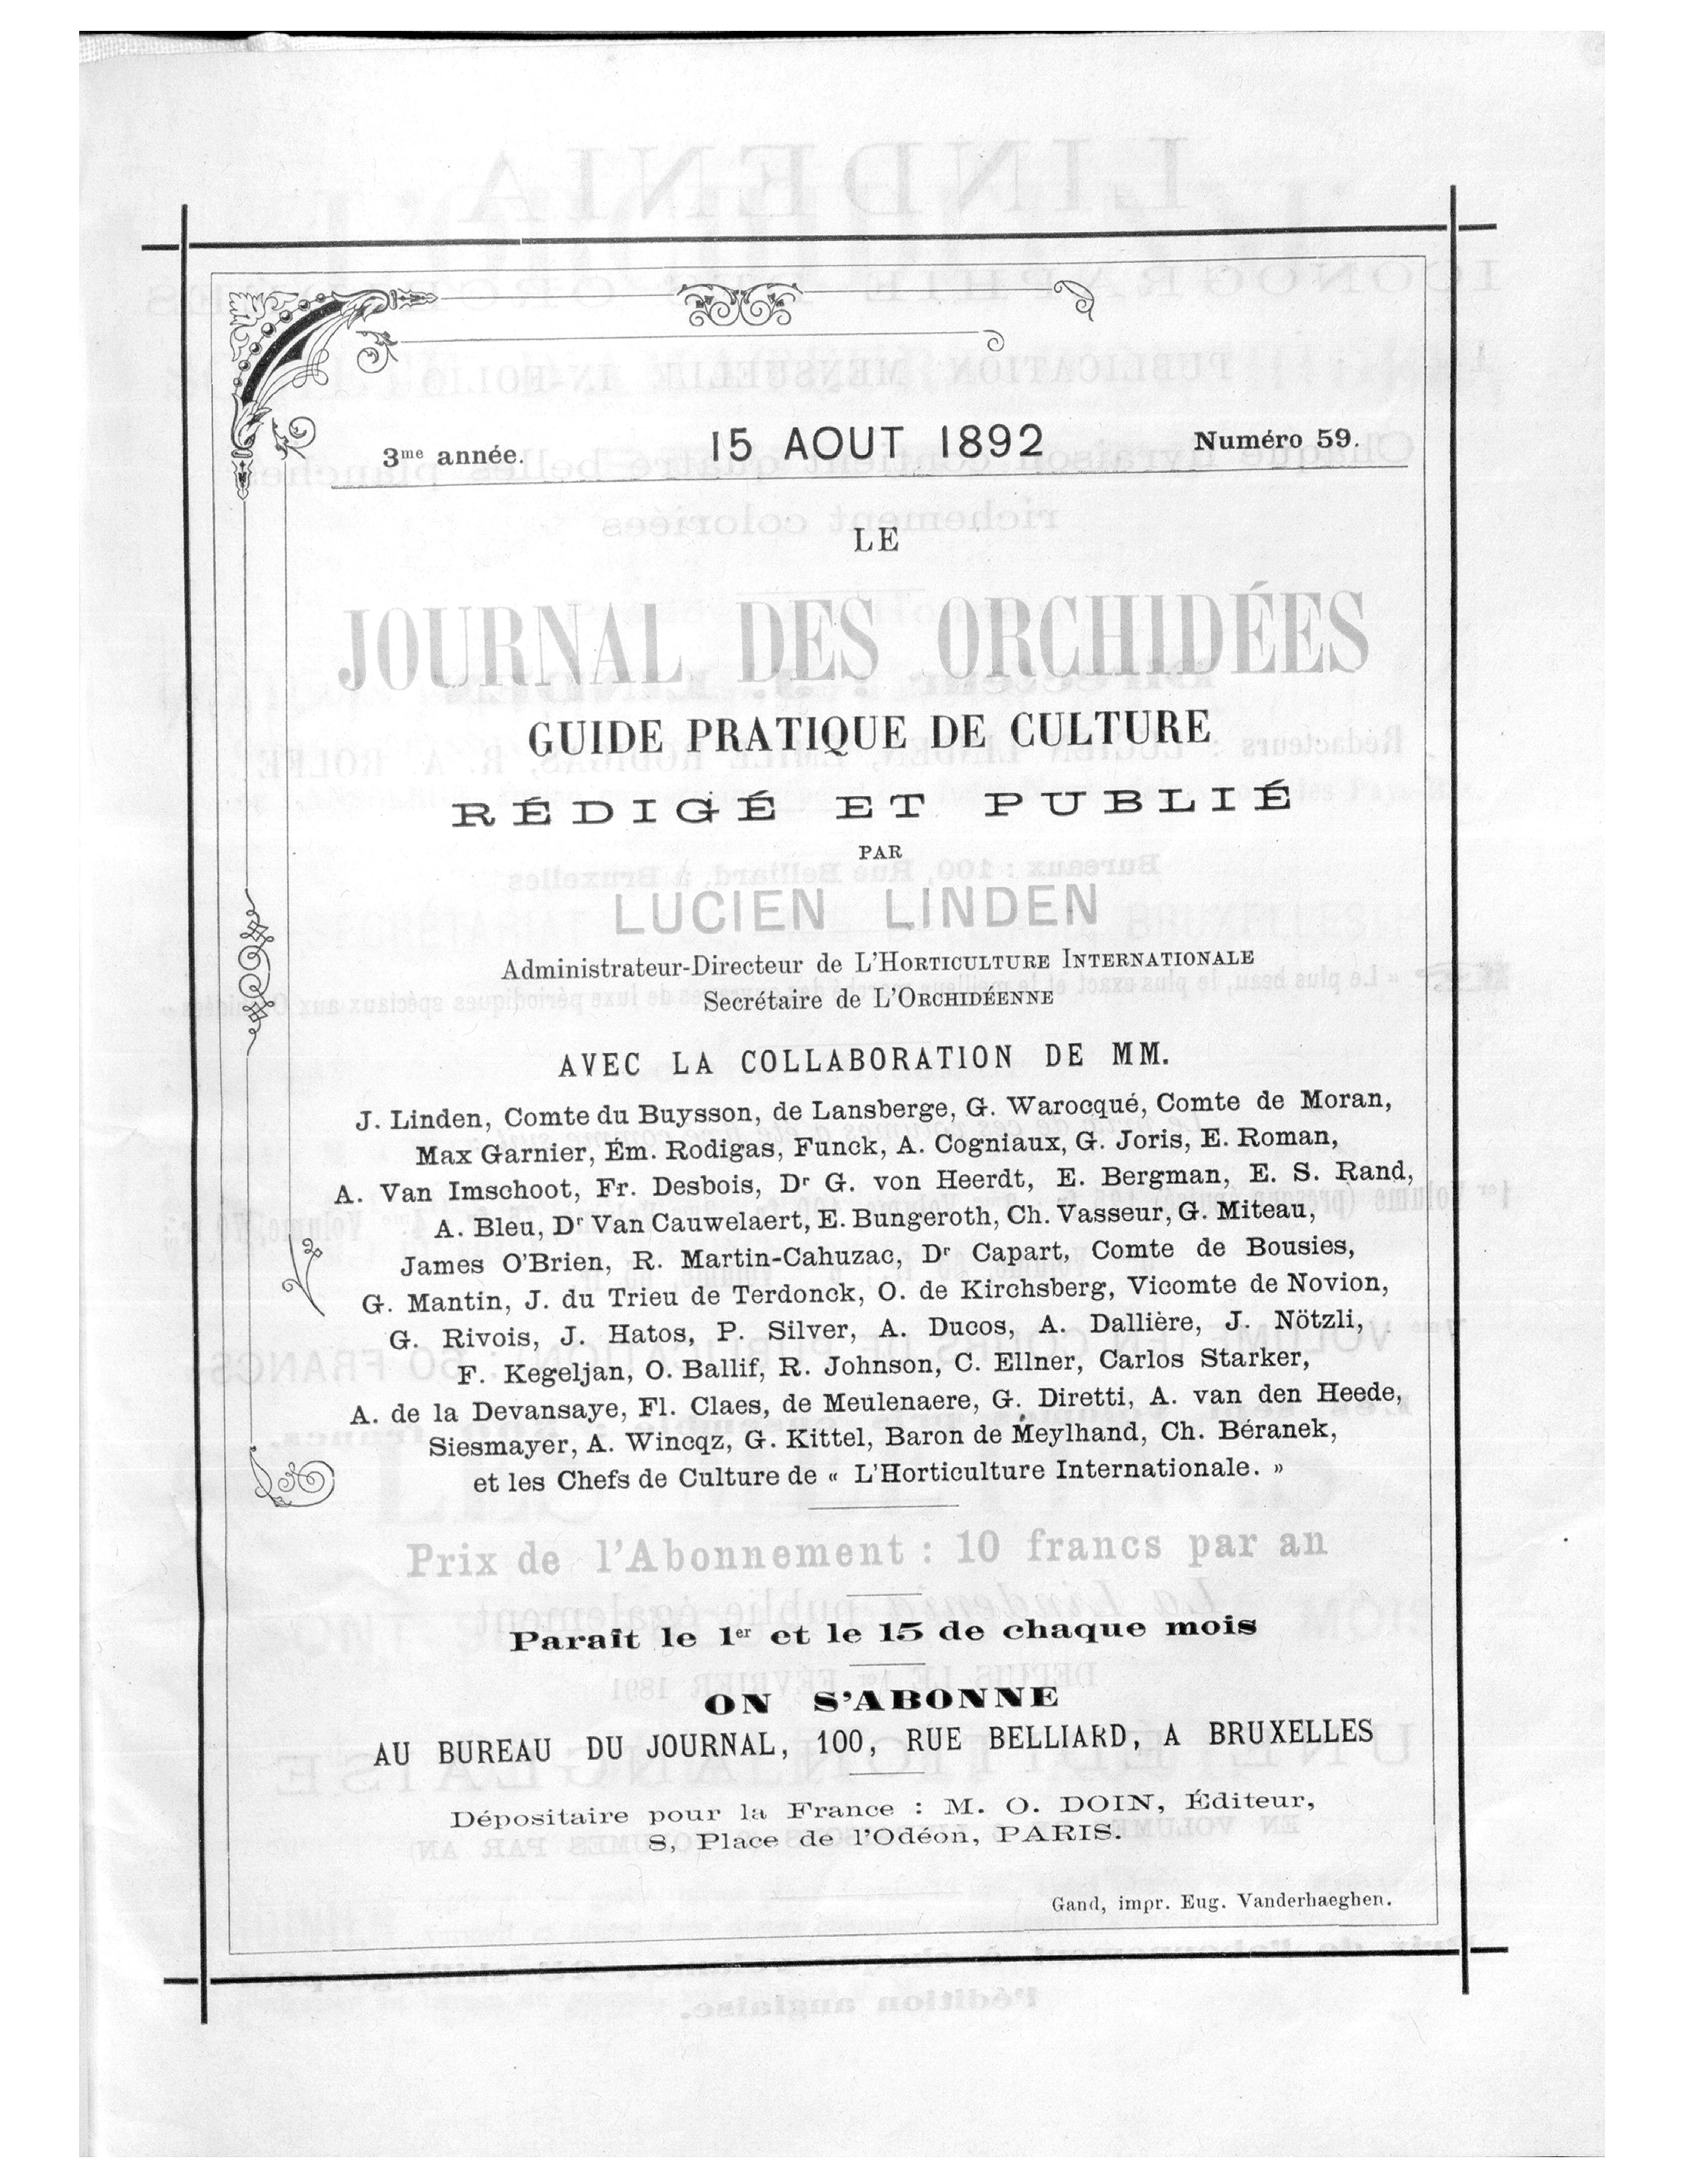 3me année.	15 AOUT 1892	Numéro 59.
LE
JOURNAL DES ORCHIDÉES
GUIDE PRATIQUE DE CULTURE
RÉDIGÉ ET PUBLIÉ
PAR
LUCIEN LINDEN
Administrateur-Directeur de L'HORTICULTURE INTERNATIONALE
Secrétaire de L'ORCHIDÉENNE
AVEC LA COLLABORATION DE MM.
J. Linden, Comte du Buysson, de Lansberge, G. Warocqué, Comte de Moran,
Max Garnier, Ém. Rodigas, Funck, A. Cogniaux, G. Joris, E. Roman,
A. Van Imschoot, Fr. Desbois, Dr G. von Heerdt, E. Bergman, E. S. Rand,
A. Bleu, Dr Van Cauwelaert, E. Bungeroth, Ch. Vasseur, G. Miteau,
James O'Brien, R. Martin-Cahuzac, Dr Capart, Comte de Bousies,
G. Mantin, J. du Trieu de Terdonck, O. de Kirchsberg, Vicomte de Novion,
G. Rivois, J. Hatos, P. Silver, A. Ducos, A. Dallière, J. Nötzli,
F. Kegeljan, O. Ballif, R. Johnson, C. Ellner, Carlos Starker,
A. de la Devansaye, Fl. Claes, de Meulenaere, G. Diretti, A. van den Heede,
Siesmayer, A. Wincqz, G. Kittel, Baron de Meylhand, Ch. Béranek,
et les Chefs de Culture de « L'Horticulture Internationale. »
Prix de l'Abonnement : 10 francs par an
Paraît le 1er et le 15 de chaque mois
ON S'ABONNE
AU BUREAU DU JOURNAL, 100, RUE BELLIARD, A BRUXELLES
Dépositaire pour la France : M. O. DOIN, Éditeur,
8, Place de l'Odéon, PARIS.
Gand, impr. Eug. Vanderhaeghen.